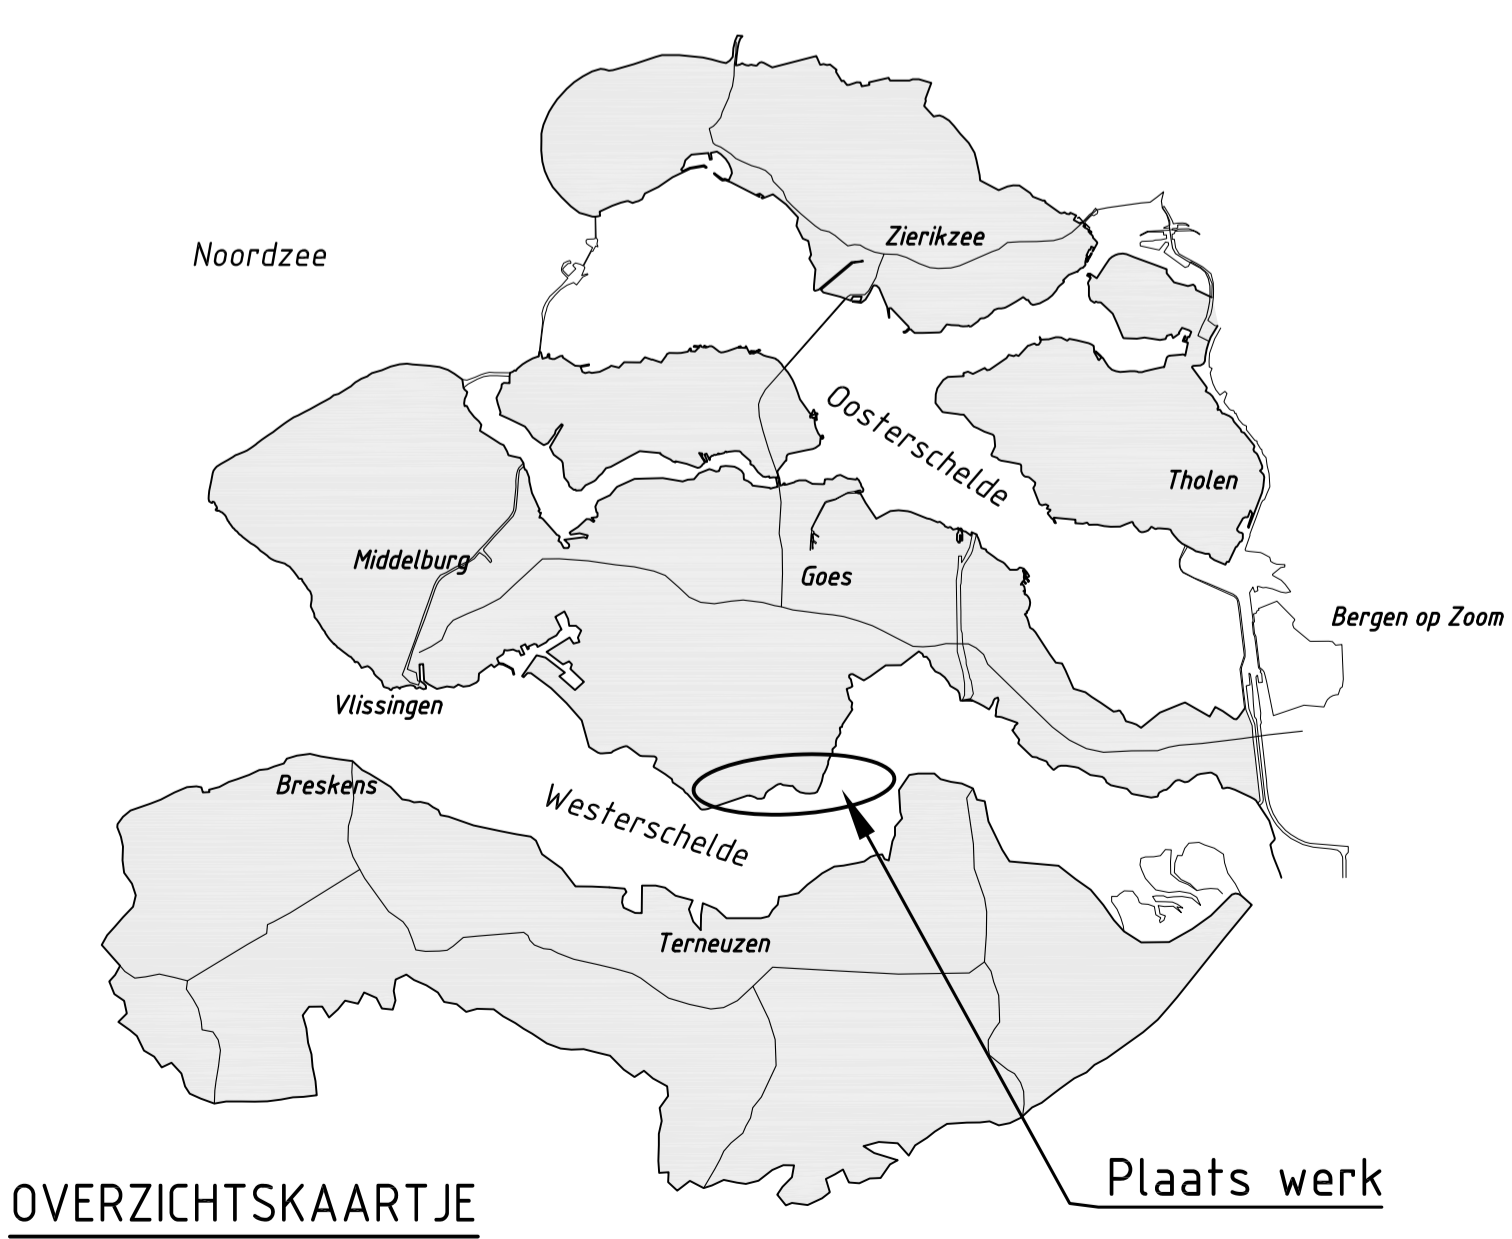 Noordzee
Zierikzee
Oosterschelde
Tholen
Middelburg
Goes
Bergen op Zoom
Vlissingen
Breskens
Westerschelde
Terneuzen
Plaats werk
OVERZICHTSKAARTJE